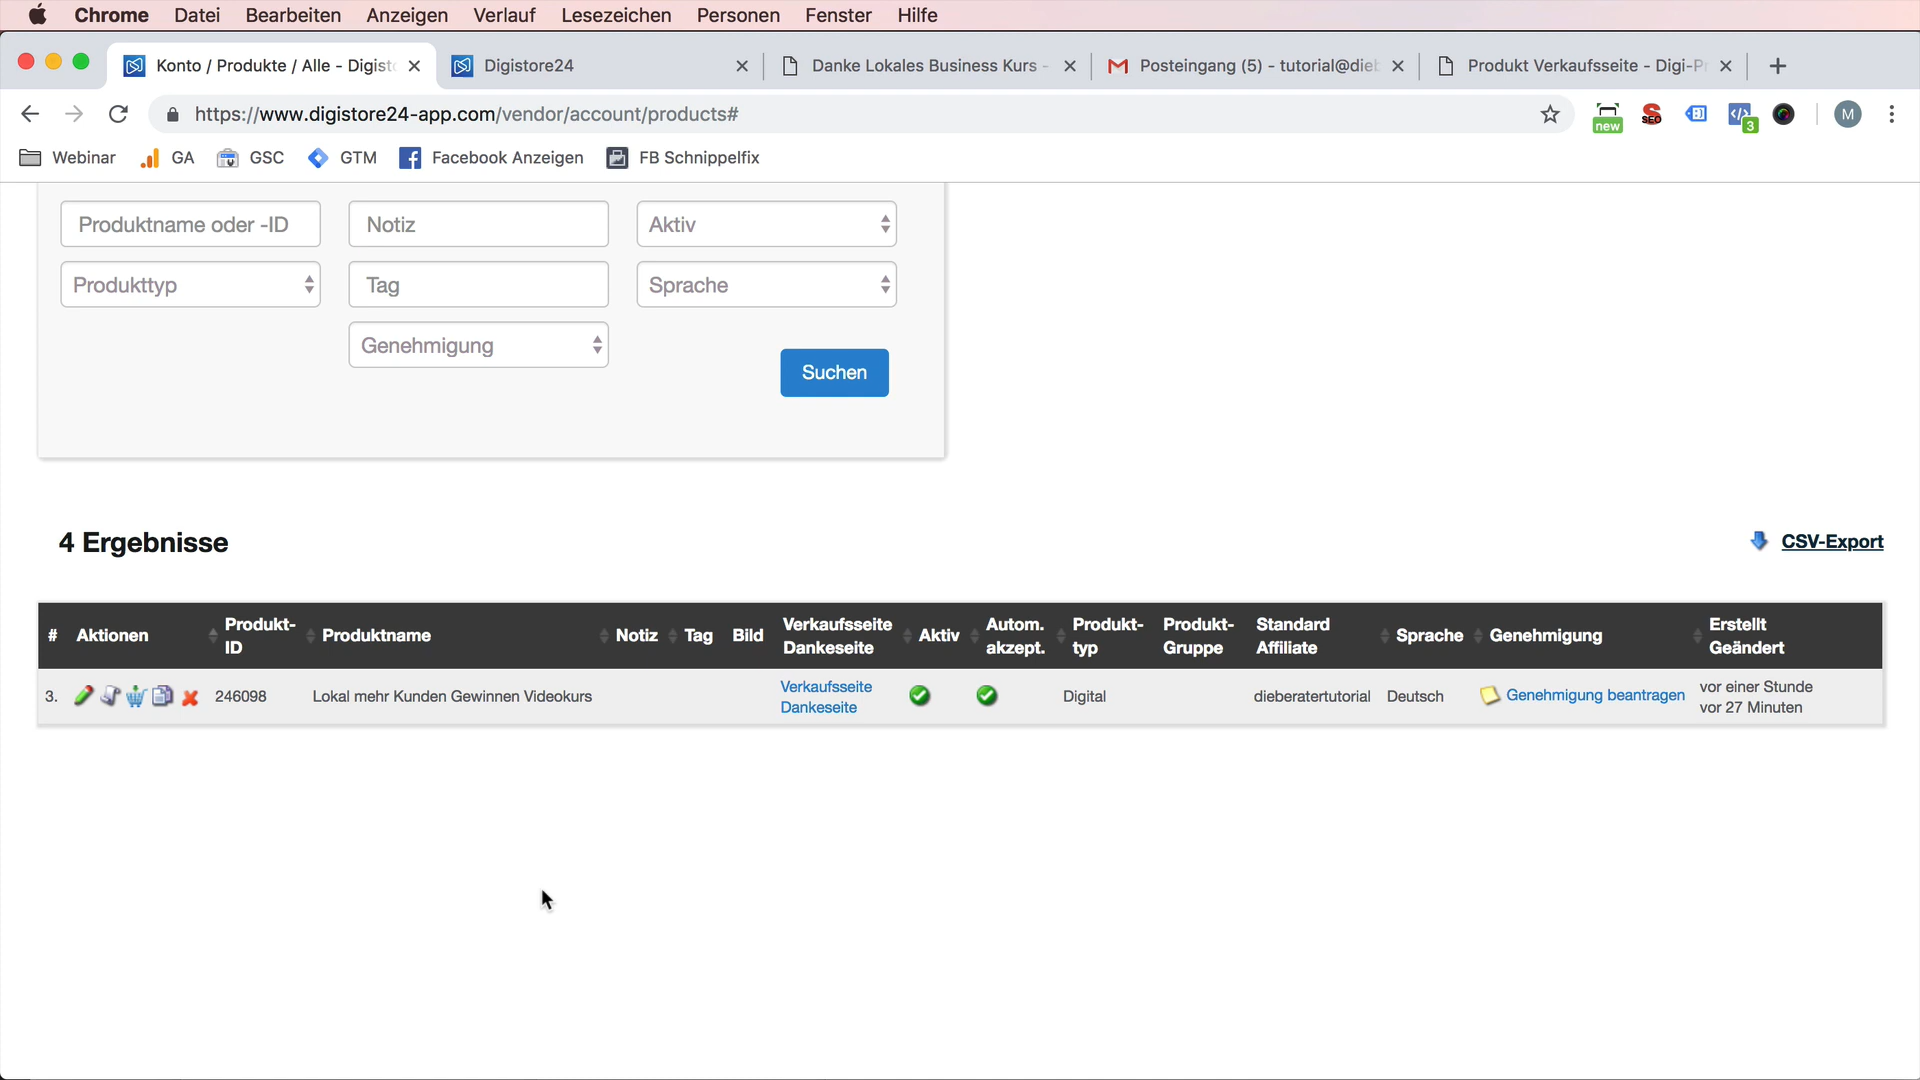 Chrome Datei Bearbeiten Anzeigen Verlauf Lesezeichen Personen Fenster Hilfe
Konto / Produkte / Alle - Digist
Digistore24
Danke Lokales Business Kurs -
Posteingang (5) - tutorial@dieb
Produkt Verkaufsseite - Digi-P
https://www.digistore24-app.com/vendor/account/products#
new
SEO
3
M
Webinar
GA
GSC
GTM
Facebook Anzeigen
FB Schnippelfix
Produktname oder -ID
Notiz
Aktiv
Produkttyp
Tag
Sprache
Genehmigung
Suchen
4 Ergebnisse
CSV-Export
# Aktionen Produkt-ID Produktname Notiz Tag Bild Verkaufsseite Dankeseite Aktiv Autom. akzept. Produkt-typ Produkt-Gruppe Standard Affiliate Sprache Genehmigung Erstellt Geändert
3. 246098 Lokal mehr Kunden Gewinnen Videokurs Verkaufsseite Digital dieberatertutorial Deutsch Genehmigung beantragen vor einer Stunde
Dankeseite vor 27 Minuten